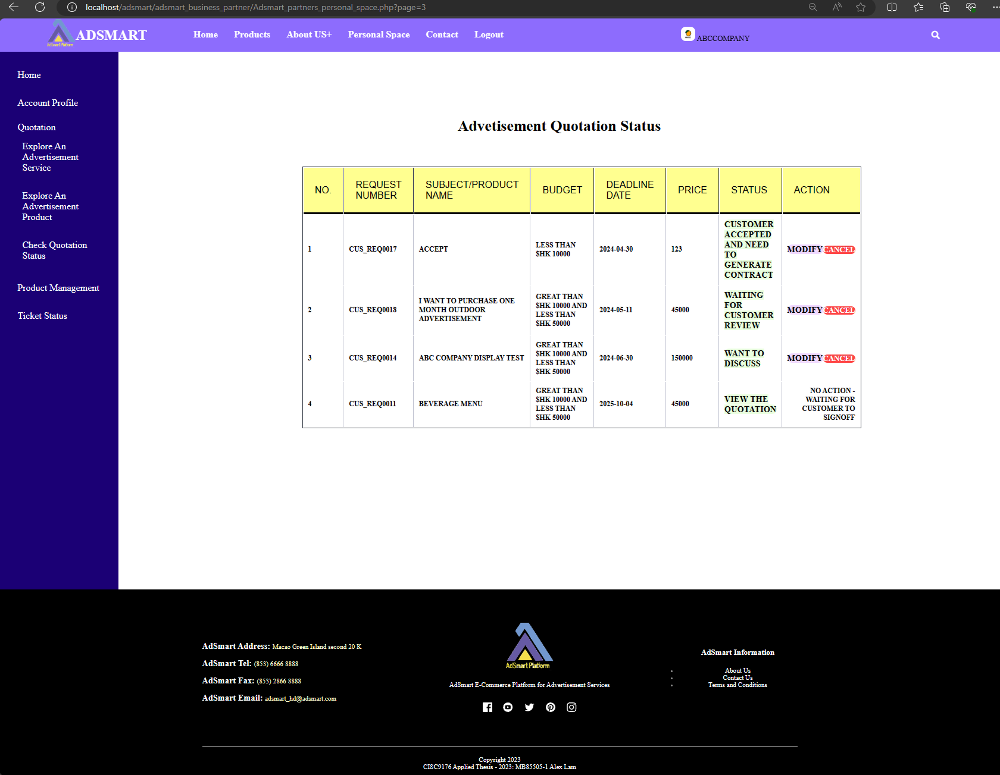 localhost/adsmart/adsmart_business_partner/Adsmart_partners_personal_space.php?page=3
AdSmart Platform
ADSMART
Home
Products
About US+
Personal Space
Contact
Logout
ABCCOMPANY
Home
Account Profile
Quotation
Explore An
Advertisement
Service
Explore An
Advertisement
Product
Check Quotation
Status
Product Management
Ticket Status
Advetisement Quotation Status
NO.
REQUEST
NUMBER
SUBJECT/PRODUCT
NAME
BUDGET
DEADLINE
DATE
PRICE
STATUS
ACTION
1
CUS_REQ0017
ACCEPT
LESS THAN
$HK 10000
2024-04-30
123
CUSTOMER
ACCEPTED
AND NEED
TO
GENERATE
CONTRACT
MODIFY CANCEL
2
CUS_REQ0018
I WANT TO PURCHASE ONE
MONTH OUTDOOR
ADVERTISEMENT
GREAT THAN
$HK 10000 AND
LESS THAN
$HK 50000
2024-05-11
45000
WAITING
FOR
CUSTOMER
REVIEW
MODIFY CANCEL
3
CUS_REQ0014
ABC COMPANY DISPLAY TEST
GREAT THAN
$HK 10000 AND
LESS THAN
$HK 50000
2024-06-30
150000
WANT TO
DISCUSS
MODIFY CANCEL
4
CUS_REQ0011
BEVERAGE MENU
GREAT THAN
$HK 10000 AND
LESS THAN
$HK 50000
2025-10-04
45000
VIEW THE
QUOTATION
NO ACTION -
WAITING FOR
CUSTOMER TO
SIGNOFF
AdSmart Address: Macao Green Island second 20 K
AdSmart Tel: (853) 6666 8888
AdSmart Fax: (853) 2866 8888
AdSmart Email: adsmart_hd@adsmart.com
AdSmart Platform
AdSmart E-Commerce Platform for Advertisement Services
AdSmart Information
About Us
Contact Us
Terms and Conditions
Copyright 2023
CISC9176 Applied Thesis - 2023: MB85505-1 Alex Lam